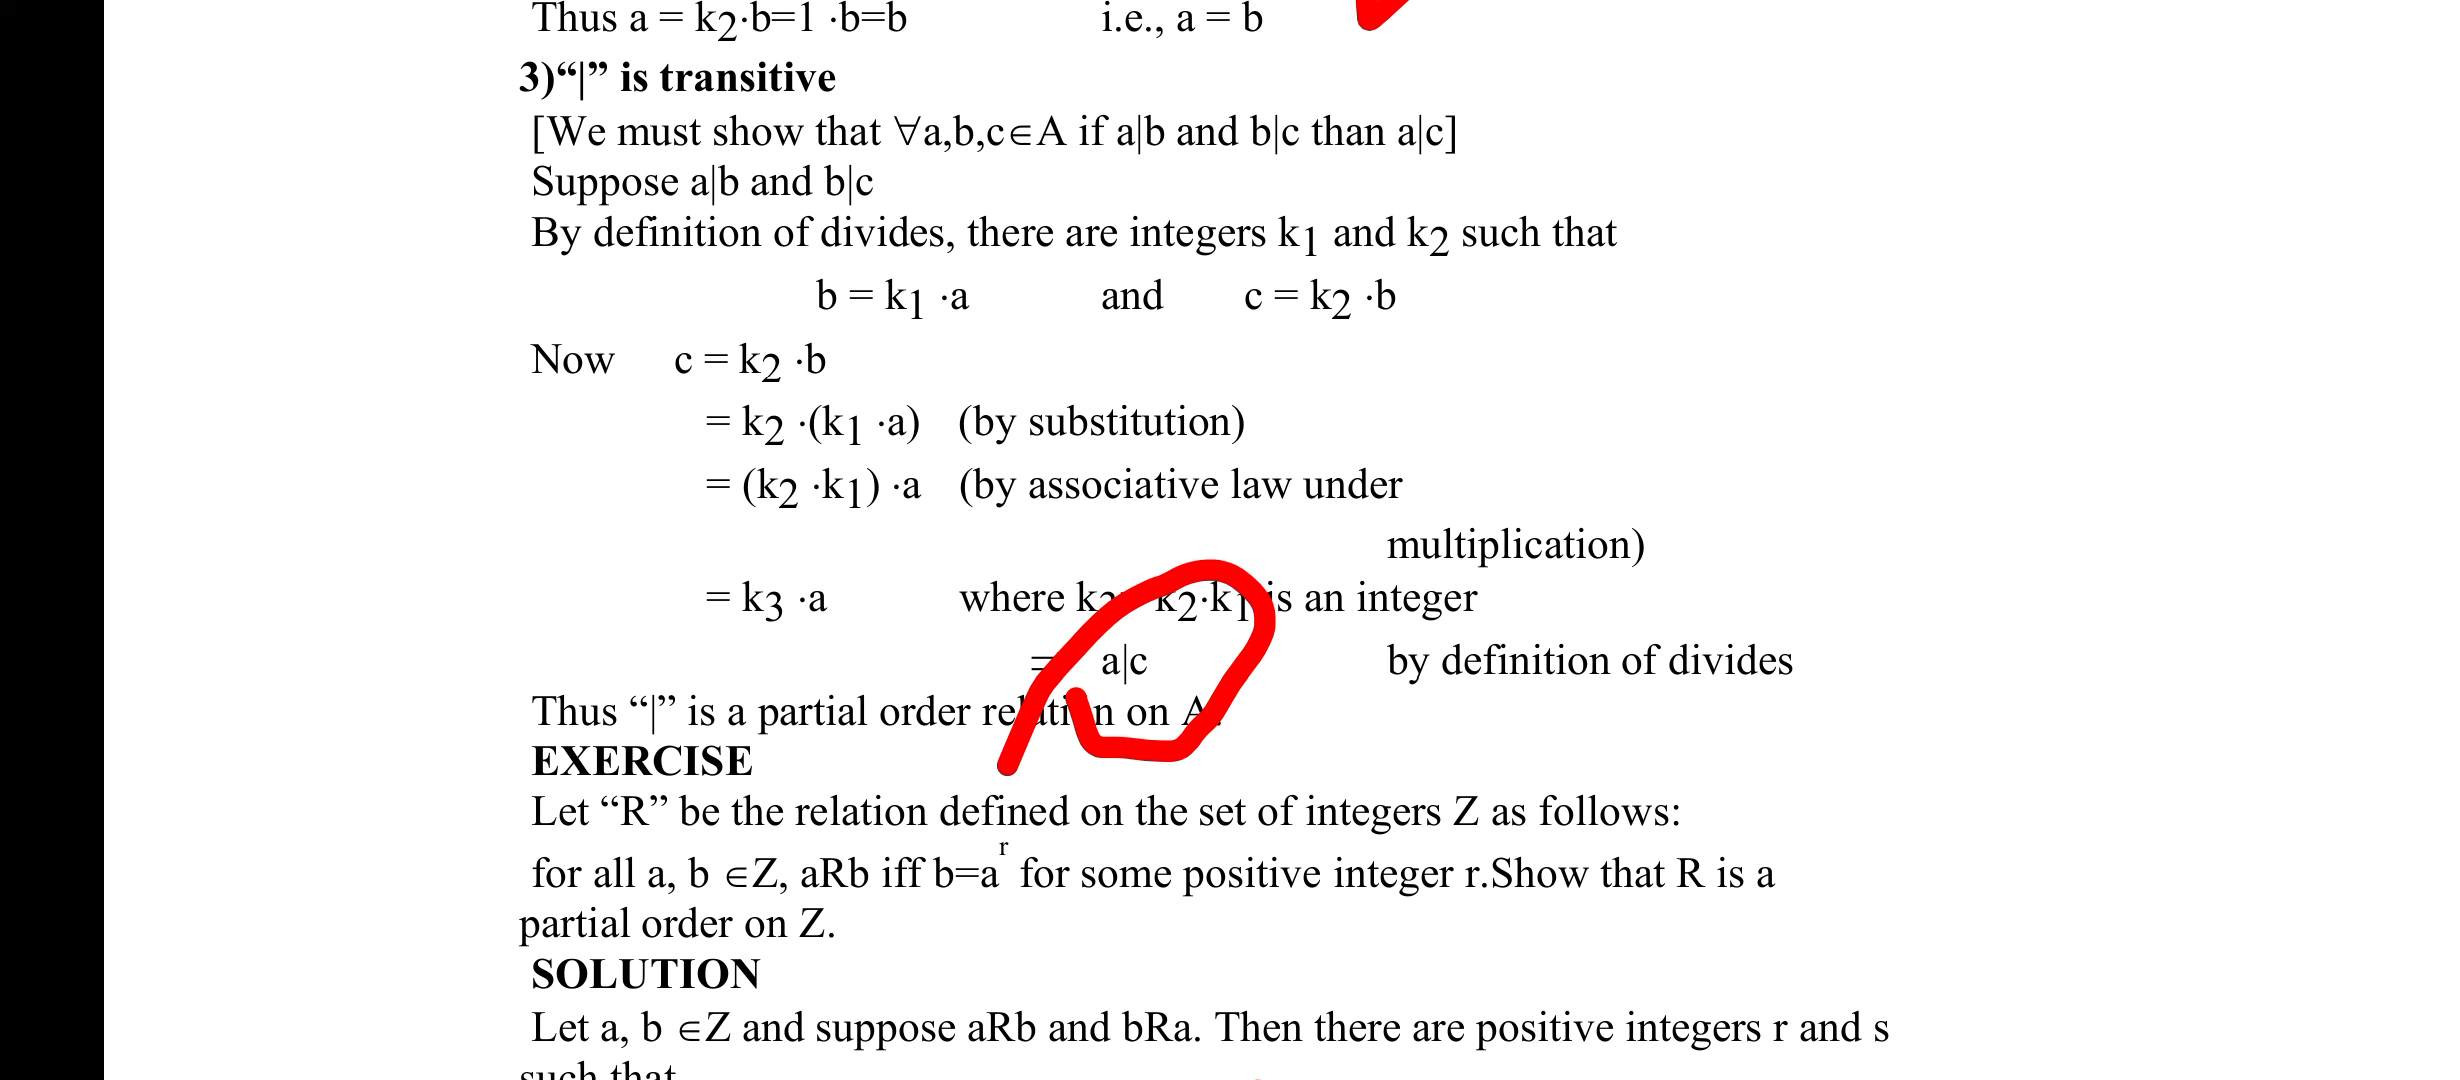 Thus a = k2·b=1 ·b=b i.e., a = b
3)“|” is transitive
[We must show that ∀a,b,c∈A if a|b and b|c than a|c]
Suppose a|b and b|c
By definition of divides, there are integers k1 and k2 such that
b = k1 ·a and c = k2 ·b
Now c = k2 ·b
= k2 ·(k1 ·a) (by substitution)
= (k2 ·k1) ·a (by associative law under
multiplication)
= k3 ·a where k3= k2·k1 is an integer
a|c by definition of divides
Thus “|” is a partial order relation on A.
EXERCISE
Let “R” be the relation defined on the set of integers Z as follows:
for all a, b ∈Z, aRb iff b=a^r for some positive integer r.Show that R is a
partial order on Z.
SOLUTION
Let a, b ∈Z and suppose aRb and bRa. Then there are positive integers r and s
such that